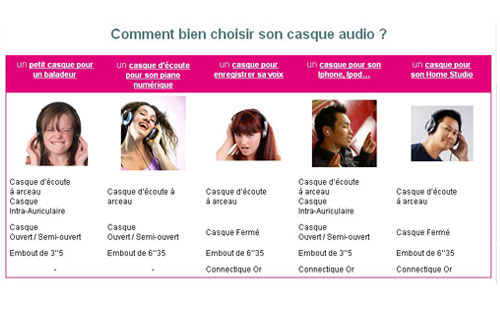 Comment bien choisir son casque audio ?
un petit casque pour
un baladeur
un casque d'écoute
pour son piano
numérique
un casque pour
enregistrer sa voix
un casque pour son
Iphone, Ipod...
un casque pour
son Home Studio
Casque d'écoute
à arceau
Casque
Intra-Auriculaire
Casque d'écoute à
arceau
Casque d'écoute
à arceau
Casque d'écoute
à arceau
Casque
Intra-Auriculaire
Casque d'écoute
à arceau
Casque
Ouvert / Semi-ouvert
Casque
Ouvert / Semi-ouvert
Casque Fermé
Casque
Ouvert / Semi-ouvert
Casque Fermé
Embout de 3"5
Embout de 6"35
Embout de 6"35
Embout de 3"5
Embout de 6"35
-
-
Connectique Or
Connectique Or
Connectique Or